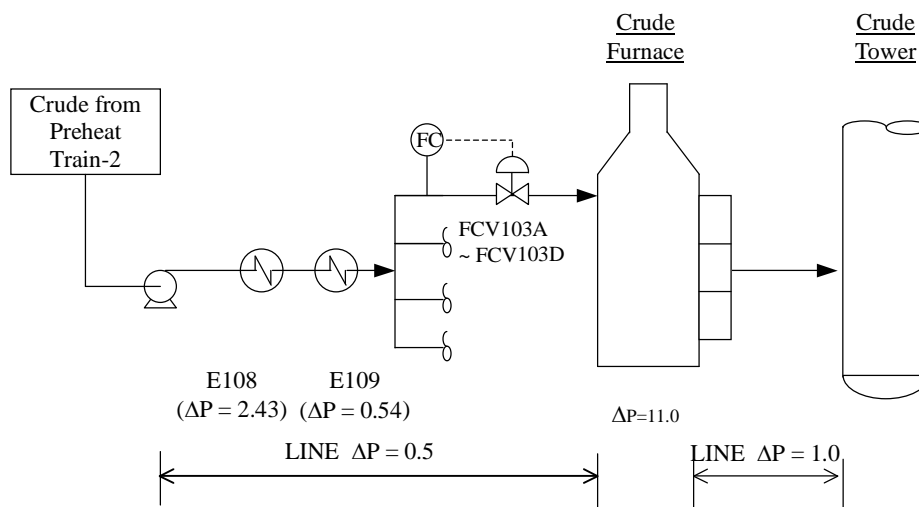 Crude
Furnace
Crude
Tower
Crude from
Preheat
Train-2
FC
FCV103A
~ FCV103D
E108
(ΔP = 2.43)
E109
(ΔP = 0.54)
ΔP=11.0
LINE ΔP = 0.5
LINE ΔP = 1.0